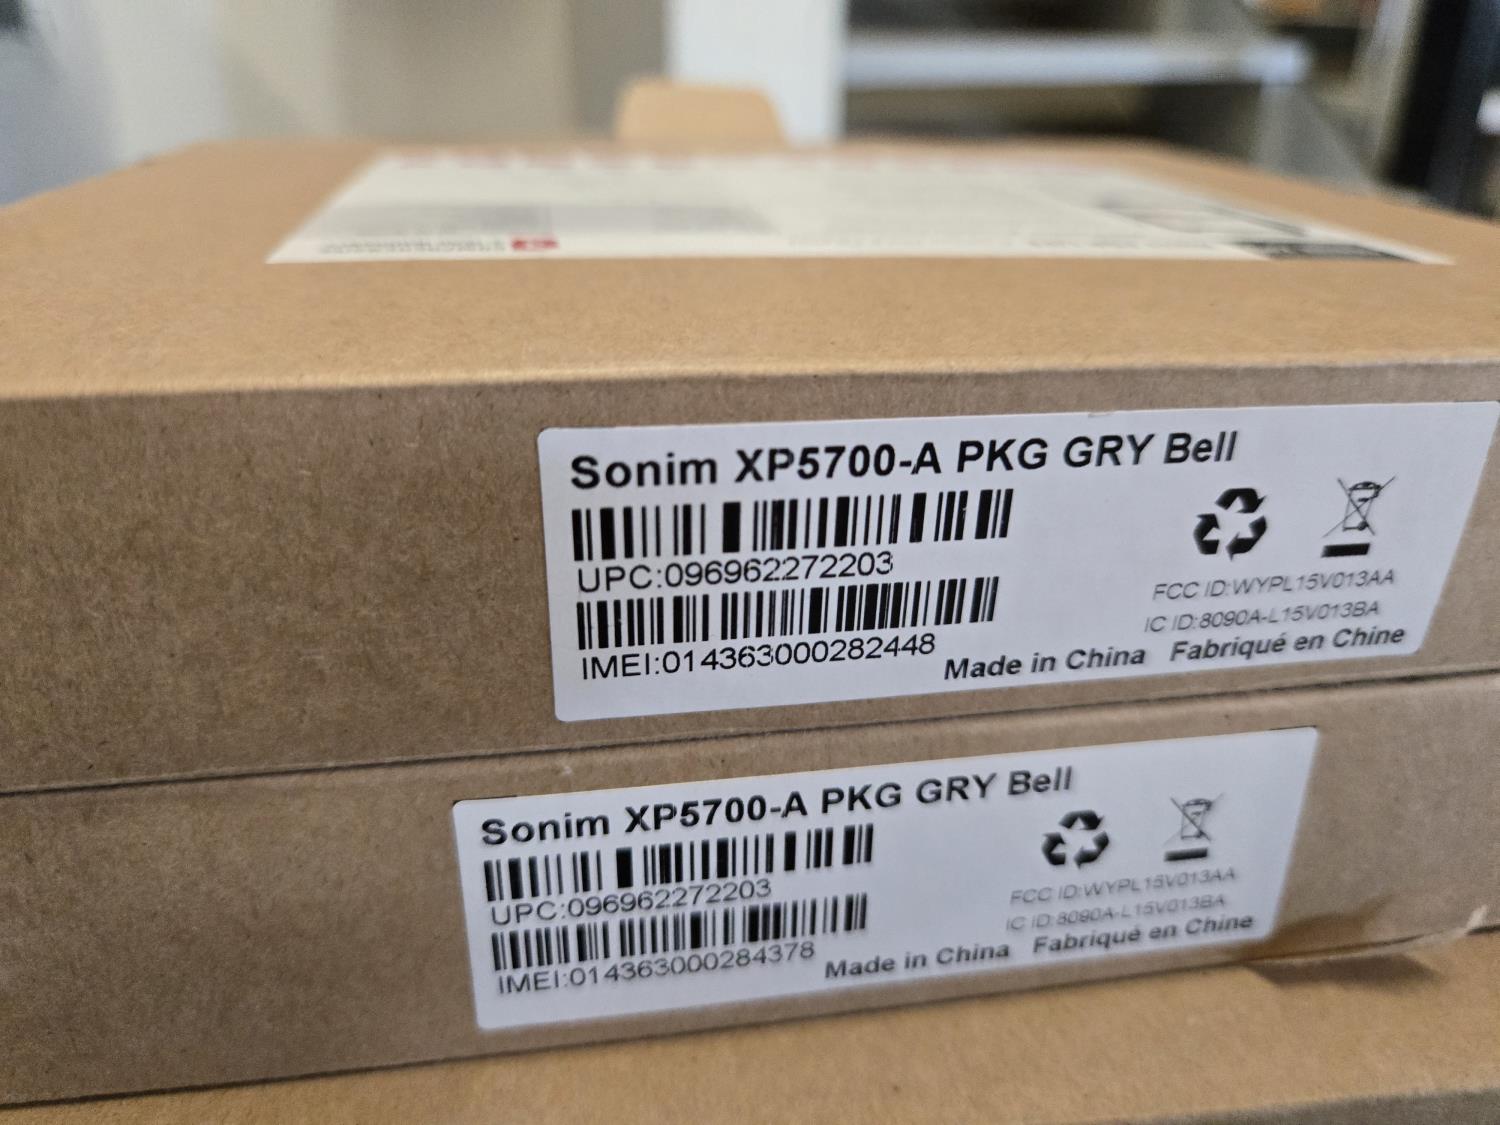 Sonim XP5700-A PKG GRY Bell
UPC:096962272203
IMEI:014363000282448
FCC ID:WYPL15V013AA
IC ID:8090A-L15V013BA
Made in China Fabriqué en Chine
Sonim XP5700-A PKG GRY Bell
UPC:096962272203
IMEI:014363000284378
FCC ID:WYPL15V013AA
IC ID:8090A-L15V013BA
Made in China Fabriqué en Chine